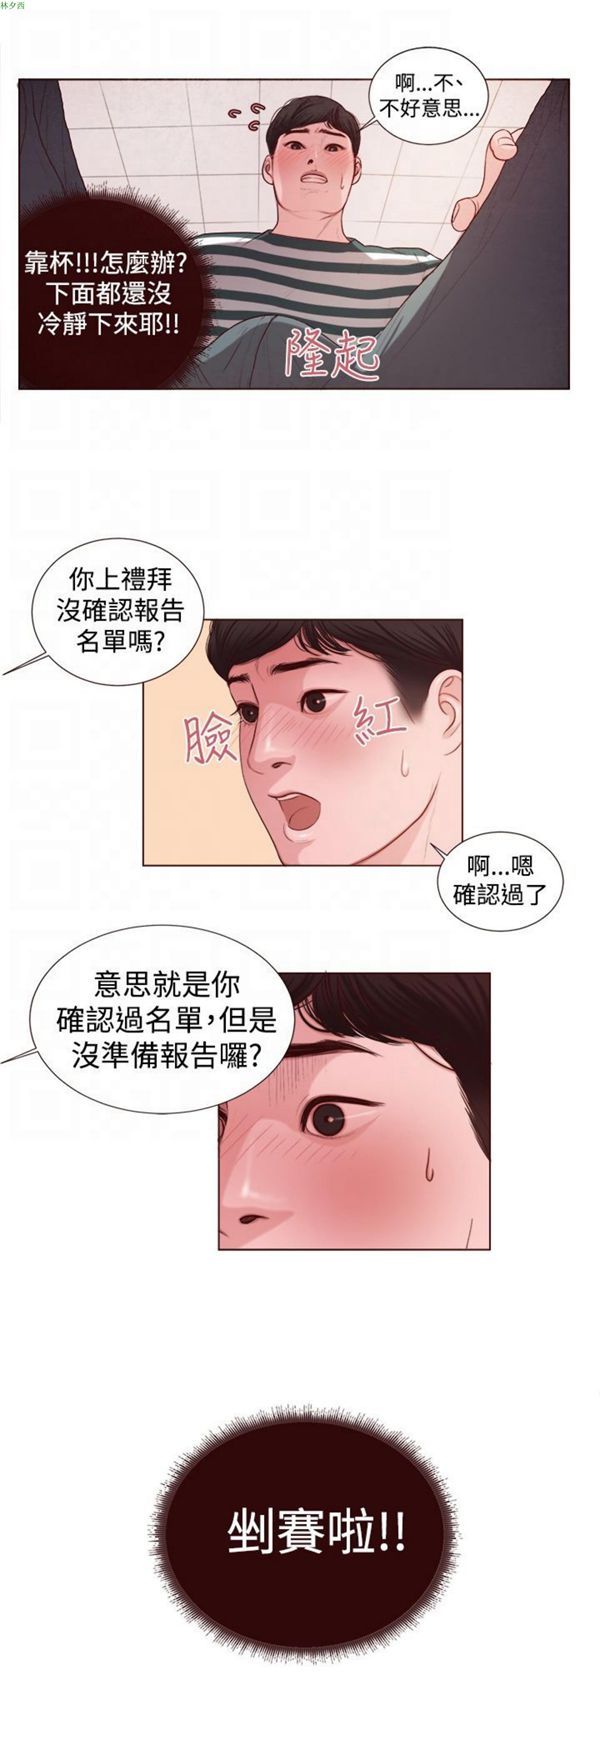 林夕西
啊...不、
不好意思...
靠杯!!!怎麼辦?
下面都還沒
冷靜下來耶!!
隆起
你上禮拜
沒確認報告
名單嗎?
臉紅
啊...嗯
確認過了
意思就是你
確認過名單,但是
沒準備報告囉?
剉賽啦!!